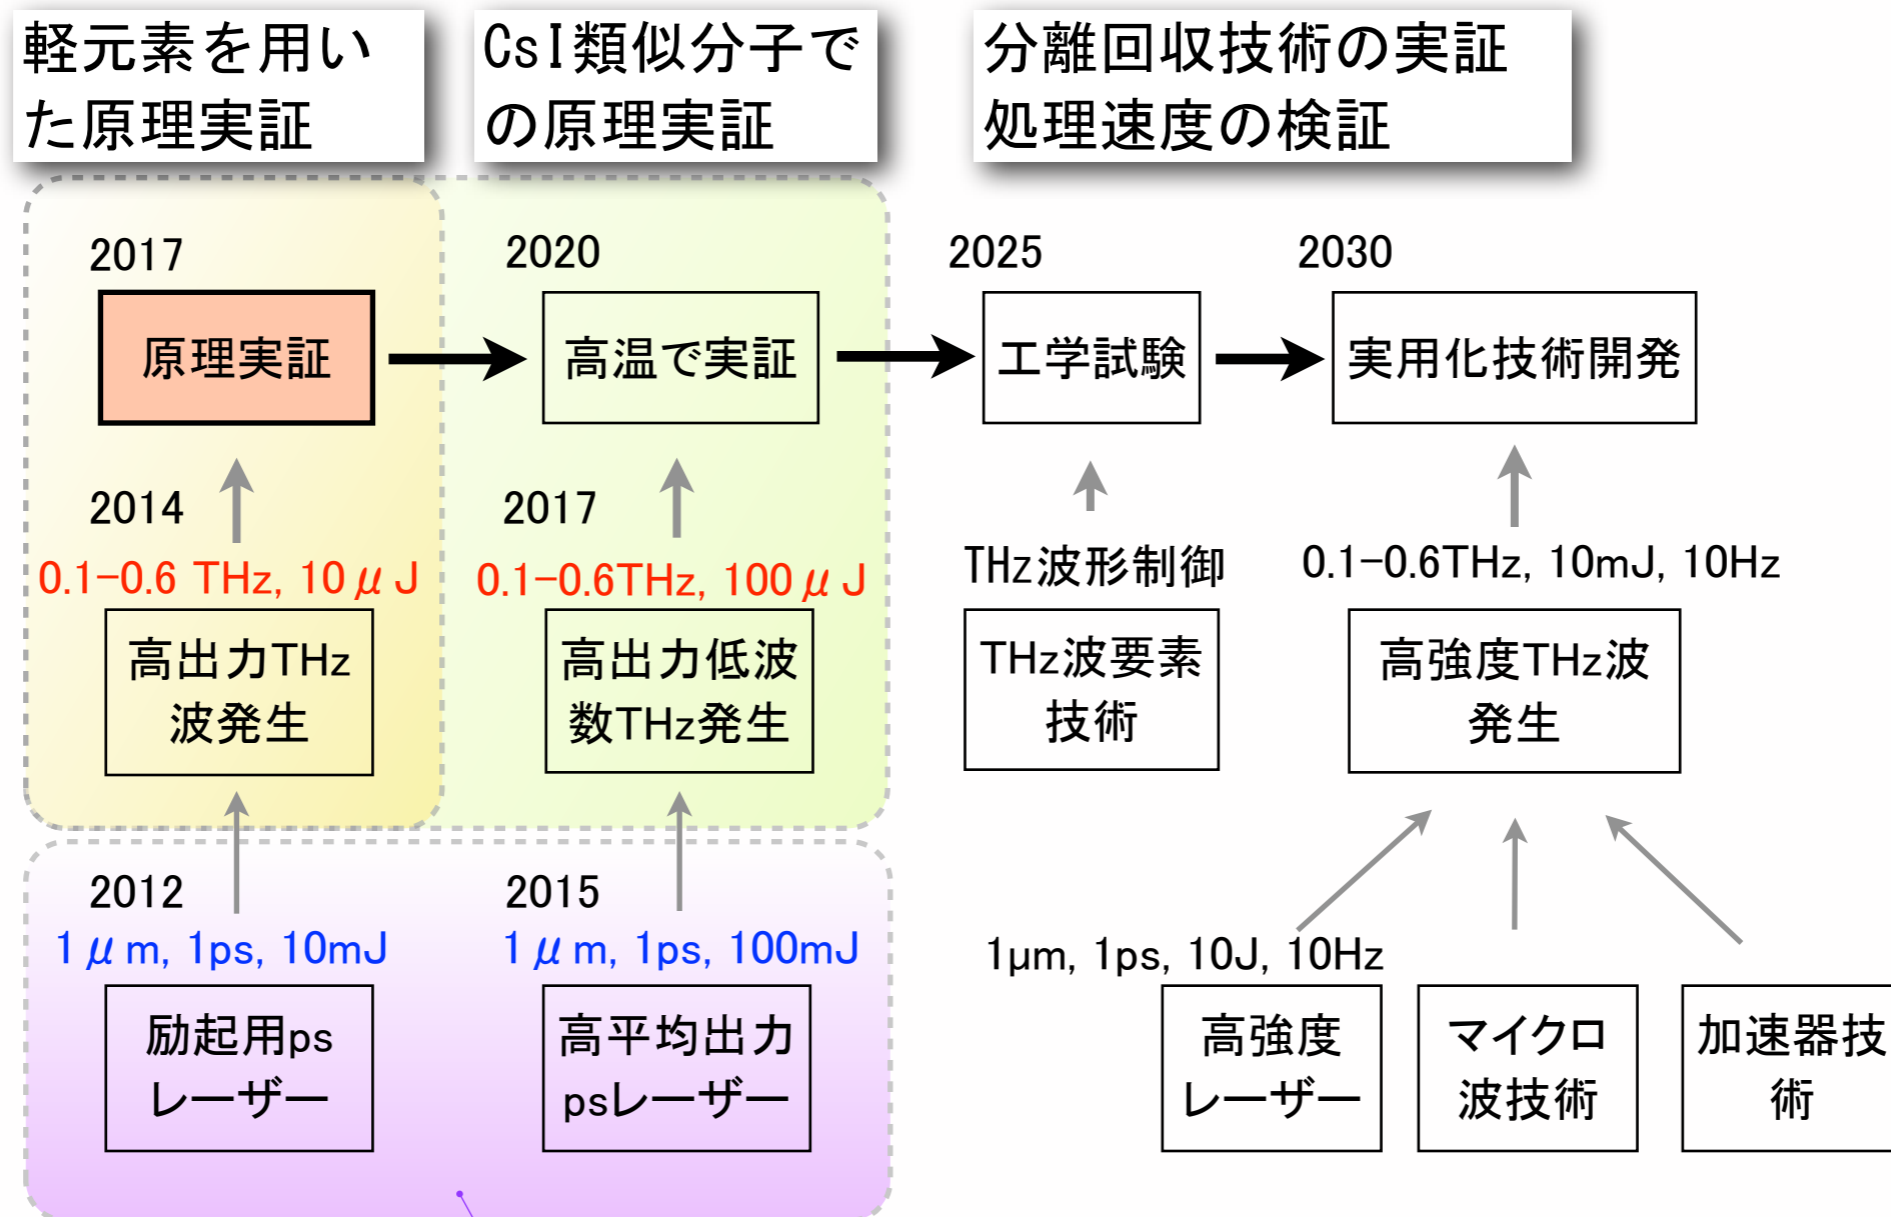 軽元素を用い
た原理実証
CsI類似分子で
の原理実証
分離回収技術の実証
処理速度の検証
2017
原理実証
2020
高温で実証
2025
工学試験
2030
実用化技術開発
2014
0.1-0.6 THz, 10μJ
高出力THz
波発生
2017
0.1-0.6THz, 100μJ
高出力低波
数THz発生
THz波形制御
THz波要素
技術
0.1-0.6THz, 10mJ, 10Hz
高強度THz波
発生
2012
1μm, 1ps, 10mJ
励起用ps
レーザー
2015
1μm, 1ps, 100mJ
高平均出力
psレーザー
1μm, 1ps, 10J, 10Hz
高強度
レーザー
マイクロ
波技術
加速器技
術